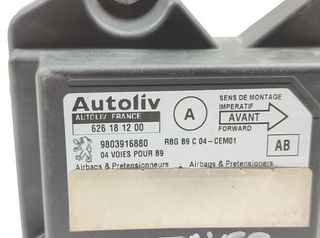 Autoliv
AUTOLIV FRANCE
626 18 12 00
A
SENS DE MONTAGE
IMPERATIF
AVANT
FORWARD
9803916880
RBG B9 C 04-CEM01
04 VOIES POUR B9
AB
Airbags & Pretensionneurs
Airbags & Pretensioners